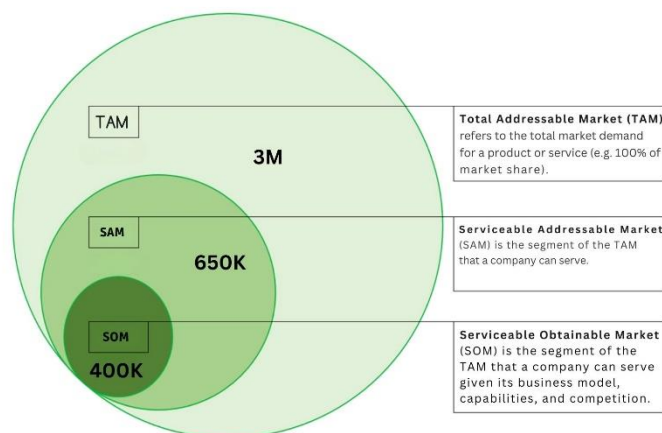 TAM
3M
Total Addressable Market (TAM)
refers to the total market demand
for a product or service (e.g. 100% of
market share).
SAM
650K
Serviceable Addressable Market
(SAM) is the segment of the TAM
that a company can serve.
SOM
400K
Serviceable Obtainable Market
(SOM) is the segment of the
TAM that a company can serve
given its business model,
capabilities, and competition.